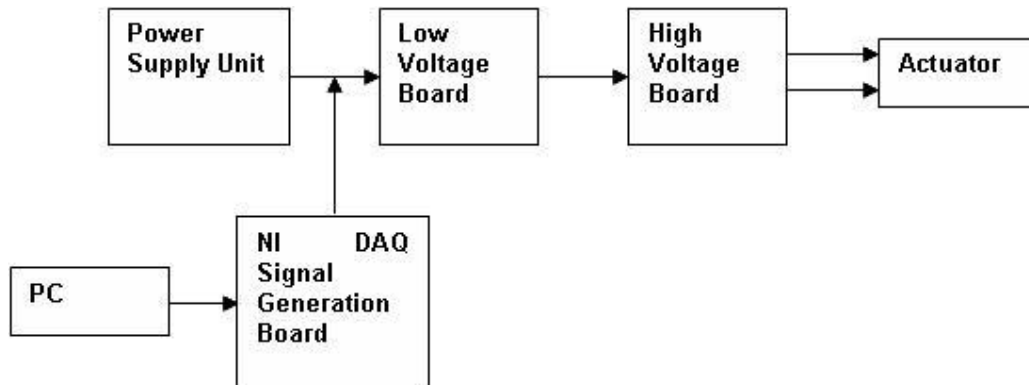 Power
Supply Unit
Low
Voltage
Board
High
Voltage
Board
Actuator
PC
NI DAQ
Signal
Generation
Board